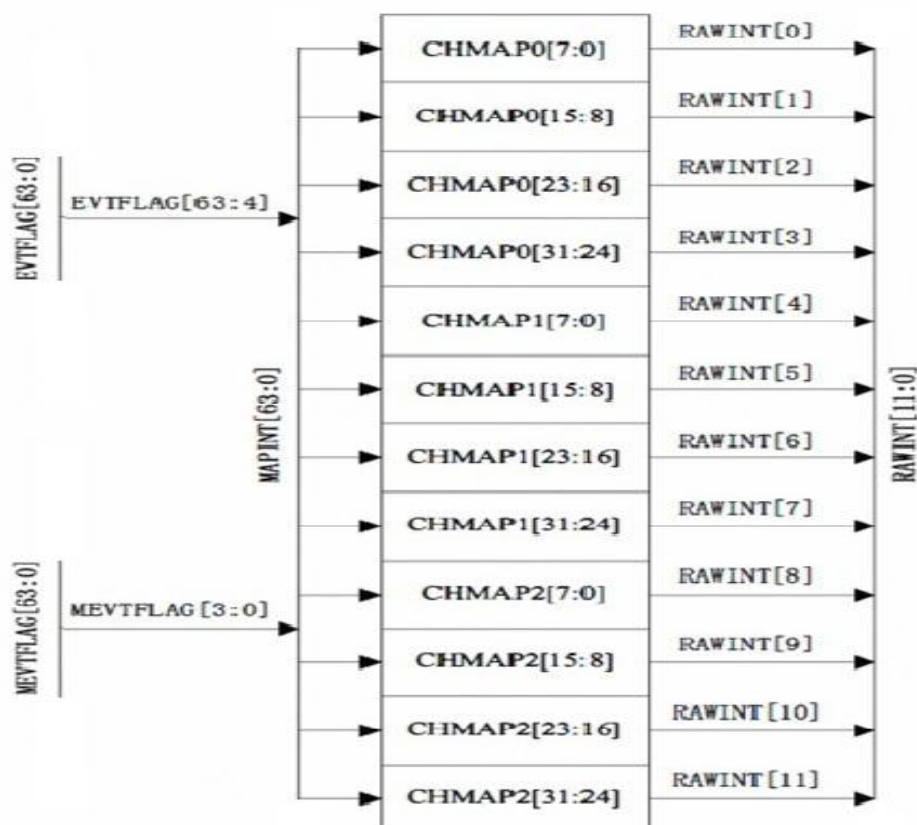 CHMAP0[7:0]
RAWINT[0]
CHMAP0[15:8]
RAWINT[1]
EVTFLAG[63:0]
EVTFLAG[63:4]
CHMAP0[23:16]
RAWINT[2]
CHMAP0[31:24]
RAWINT[3]
CHMAP1[7:0]
RAWINT[4]
MAPINT[63:0]
CHMAP1[15:8]
RAWINT[5]
CHMAP1[23:16]
RAWINT[6]
RAWINT[11:0]
CHMAP1[31:24]
RAWINT[7]
MEVTFLAG[63:0]
MEVTFLAG[3:0]
CHMAP2[7:0]
RAWINT[8]
CHMAP2[15:8]
RAWINT[9]
CHMAP2[23:16]
RAWINT[10]
CHMAP2[31:24]
RAWINT[11]